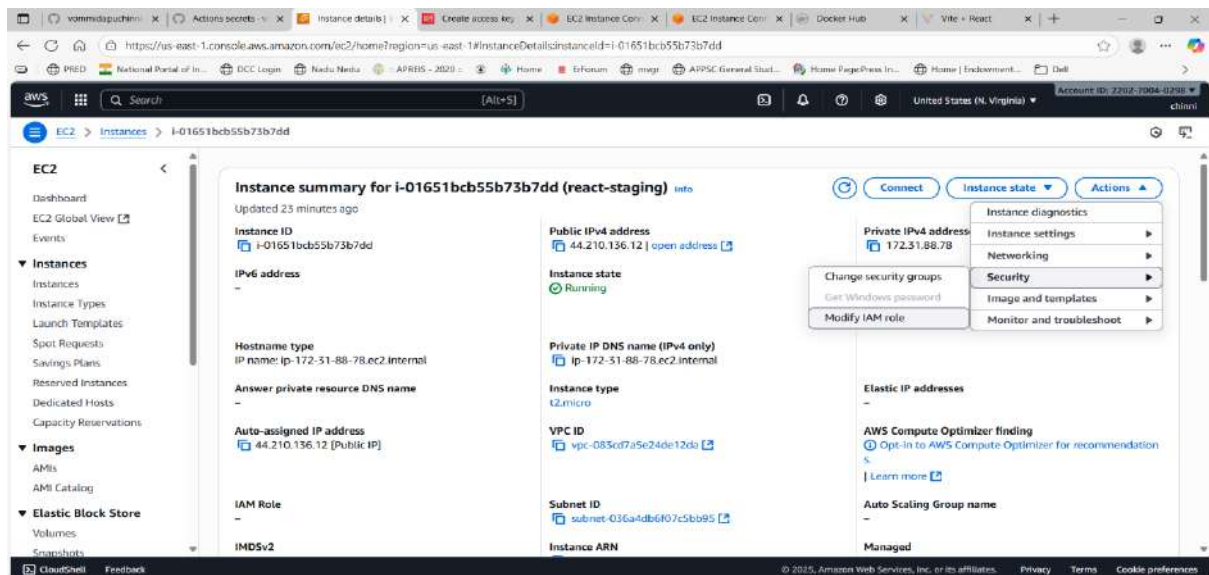 vommidapuchinni
Actions secrets
Instance details |
Create access key
EC2 Instance Conn
EC2 Instance Conn
Docker Hub
Vite + React
https://us-east-1.console.aws.amazon.com/ec2/home?region=us-east-1#InstanceDetails:instanceId=i-01651bcb55b73b7dd
PRED
National Portal of In...
DCC Login
Nadu Nedu
APREIS - 2020
Home
ErForum
mvgr
APPSC General Stud...
Home Page Press In...
Home | Endowment...
Dell
aws
Search
[Alt+S]
United States (N. Virginia)
Account ID: 2202-7004-0298
chinni
EC2 > Instances > i-01651bcb55b73b7dd
EC2
Dashboard
EC2 Global View
Events
Instances
Instances
Instance Types
Launch Templates
Spot Requests
Savings Plans
Reserved Instances
Dedicated Hosts
Capacity Reservations
Images
AMIs
AMI Catalog
Elastic Block Store
Volumes
Snapshots
Instance summary for i-01651bcb55b73b7dd (react-staging) Info
Updated 23 minutes ago
Connect
Instance state
Actions
Instance diagnostics
Instance settings
Networking
Security
Image and templates
Monitor and troubleshoot
Change security groups
Get Windows password
Modify IAM role
Instance ID
i-01651bcb55b73b7dd
Public IPv4 address
44.210.136.12 | open address
Private IPv4 address
172.31.88.78
IPv6 address
–
Instance state
Running
Hostname type
IP name: ip-172-31-88-78.ec2.internal
Private IP DNS name (IPv4 only)
ip-172-31-88-78.ec2.internal
Answer private resource DNS name
–
Instance type
t2.micro
Elastic IP addresses
–
Auto-assigned IP address
44.210.136.12 [Public IP]
VPC ID
vpc-083cd7a5e24de12da
AWS Compute Optimizer finding
Opt-in to AWS Compute Optimizer for recommendation
s.
| Learn more
IAM Role
–
Subnet ID
subnet-036a4db6f07c5bb95
Auto Scaling Group name
–
IMDSv2
Instance ARN
Managed
CloudShell
Feedback
© 2025, Amazon Web Services, Inc. or its affiliates.
Privacy
Terms
Cookie preferences